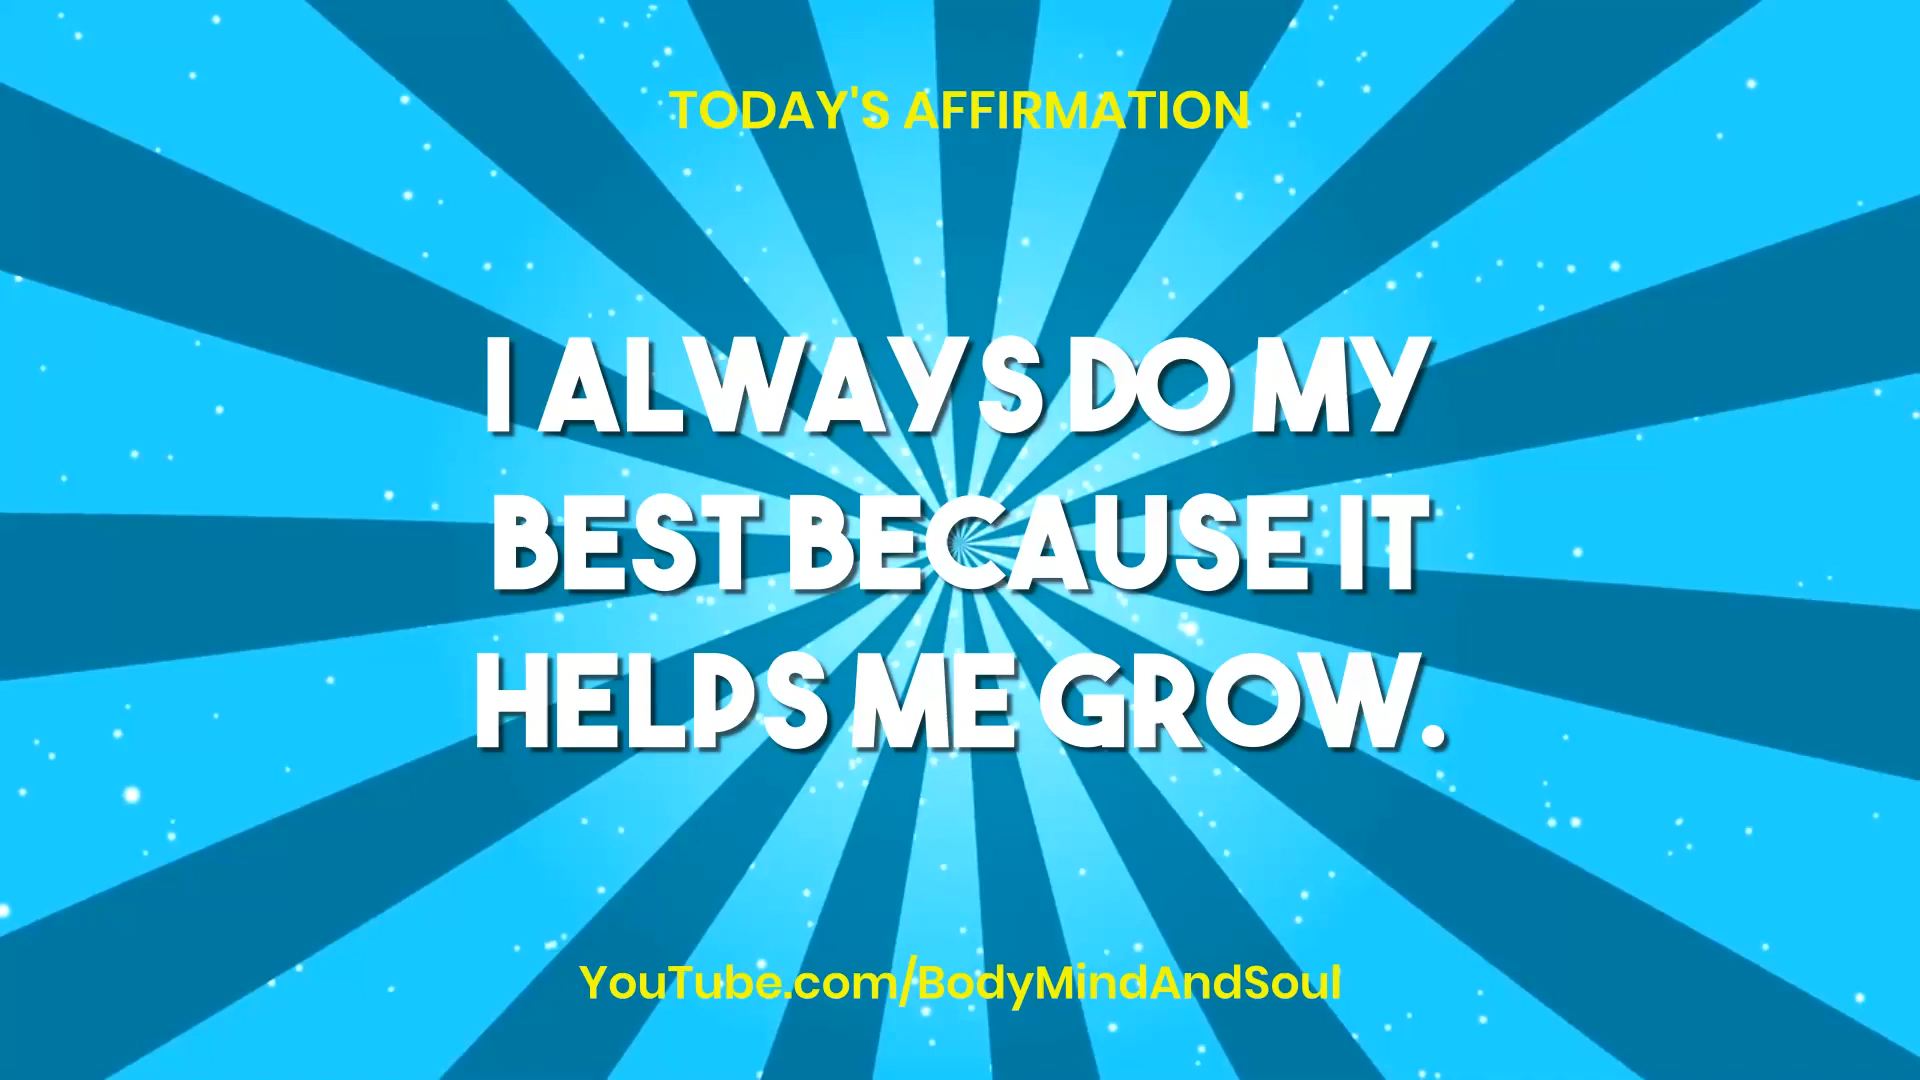 TODAY'S AFFIRMATION
I ALWAYS DO MY
BEST BECAUSE IT
HELPS ME GROW.
YouTube.com/BodyMindAndSoul